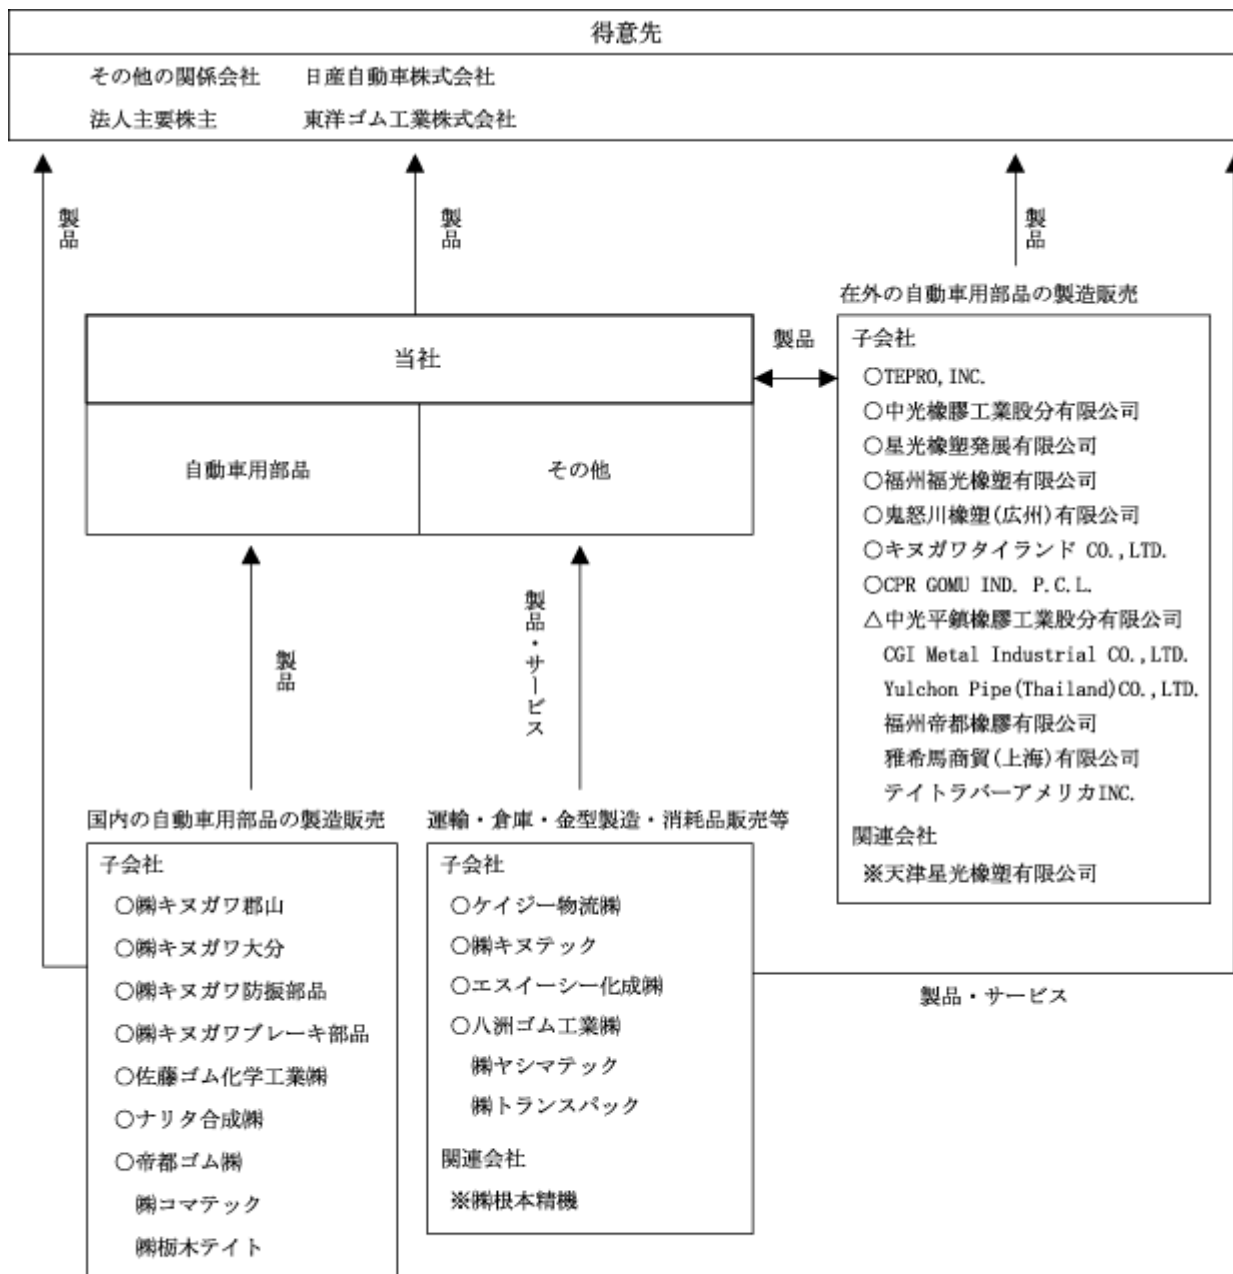 得意先
その他の関係会社 日産自動車株式会社
法人主要株主 東洋ゴム工業株式会社
製品
製品
製品
在外の自動車用部品の製造販売
当社
製品
自動車用部品
その他
子会社
○TEPRO,INC.
○中光橡膠工業股分有限公司
○星光橡塑発展有限公司
○福州福光橡塑有限公司
○鬼怒川橡塑(広州)有限公司
○キヌガワタイランド CO.,LTD.
○CPR GOMU IND. P.C.L.
△中光平鎮橡膠工業股分有限公司
CGI Metal Industrial CO.,LTD.
Yulchon Pipe(Thailand)CO.,LTD.
福州帝都橡膠有限公司
雅希馬商貿(上海)有限公司
テイトラバーアメリカINC.
関連会社
※天津星光橡塑有限公司
製品
製品・サービス
国内の自動車用部品の製造販売
子会社
○㈱キヌガワ郡山
○㈱キヌガワ大分
○㈱キヌガワ防振部品
○㈱キヌガワブレーキ部品
○佐藤ゴム化学工業㈱
○ナリタ合成㈱
○帝都ゴム㈱
㈱コマテック
㈱栃木テイト
運輸・倉庫・金型製造・消耗品販売等
子会社
○ケイジー物流㈱
○㈱キヌテック
○エスイーシー化成㈱
○八洲ゴム工業㈱
㈱ヤシマテック
㈱トランスパック
関連会社
※㈱根本精機
製品・サービス